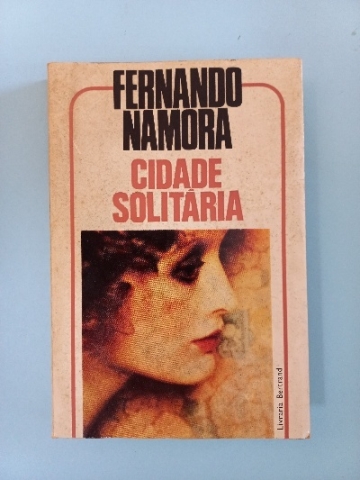 FERNANDO
NAMORA
CIDADE
SOLITÁRIA
Livraria Bertrand